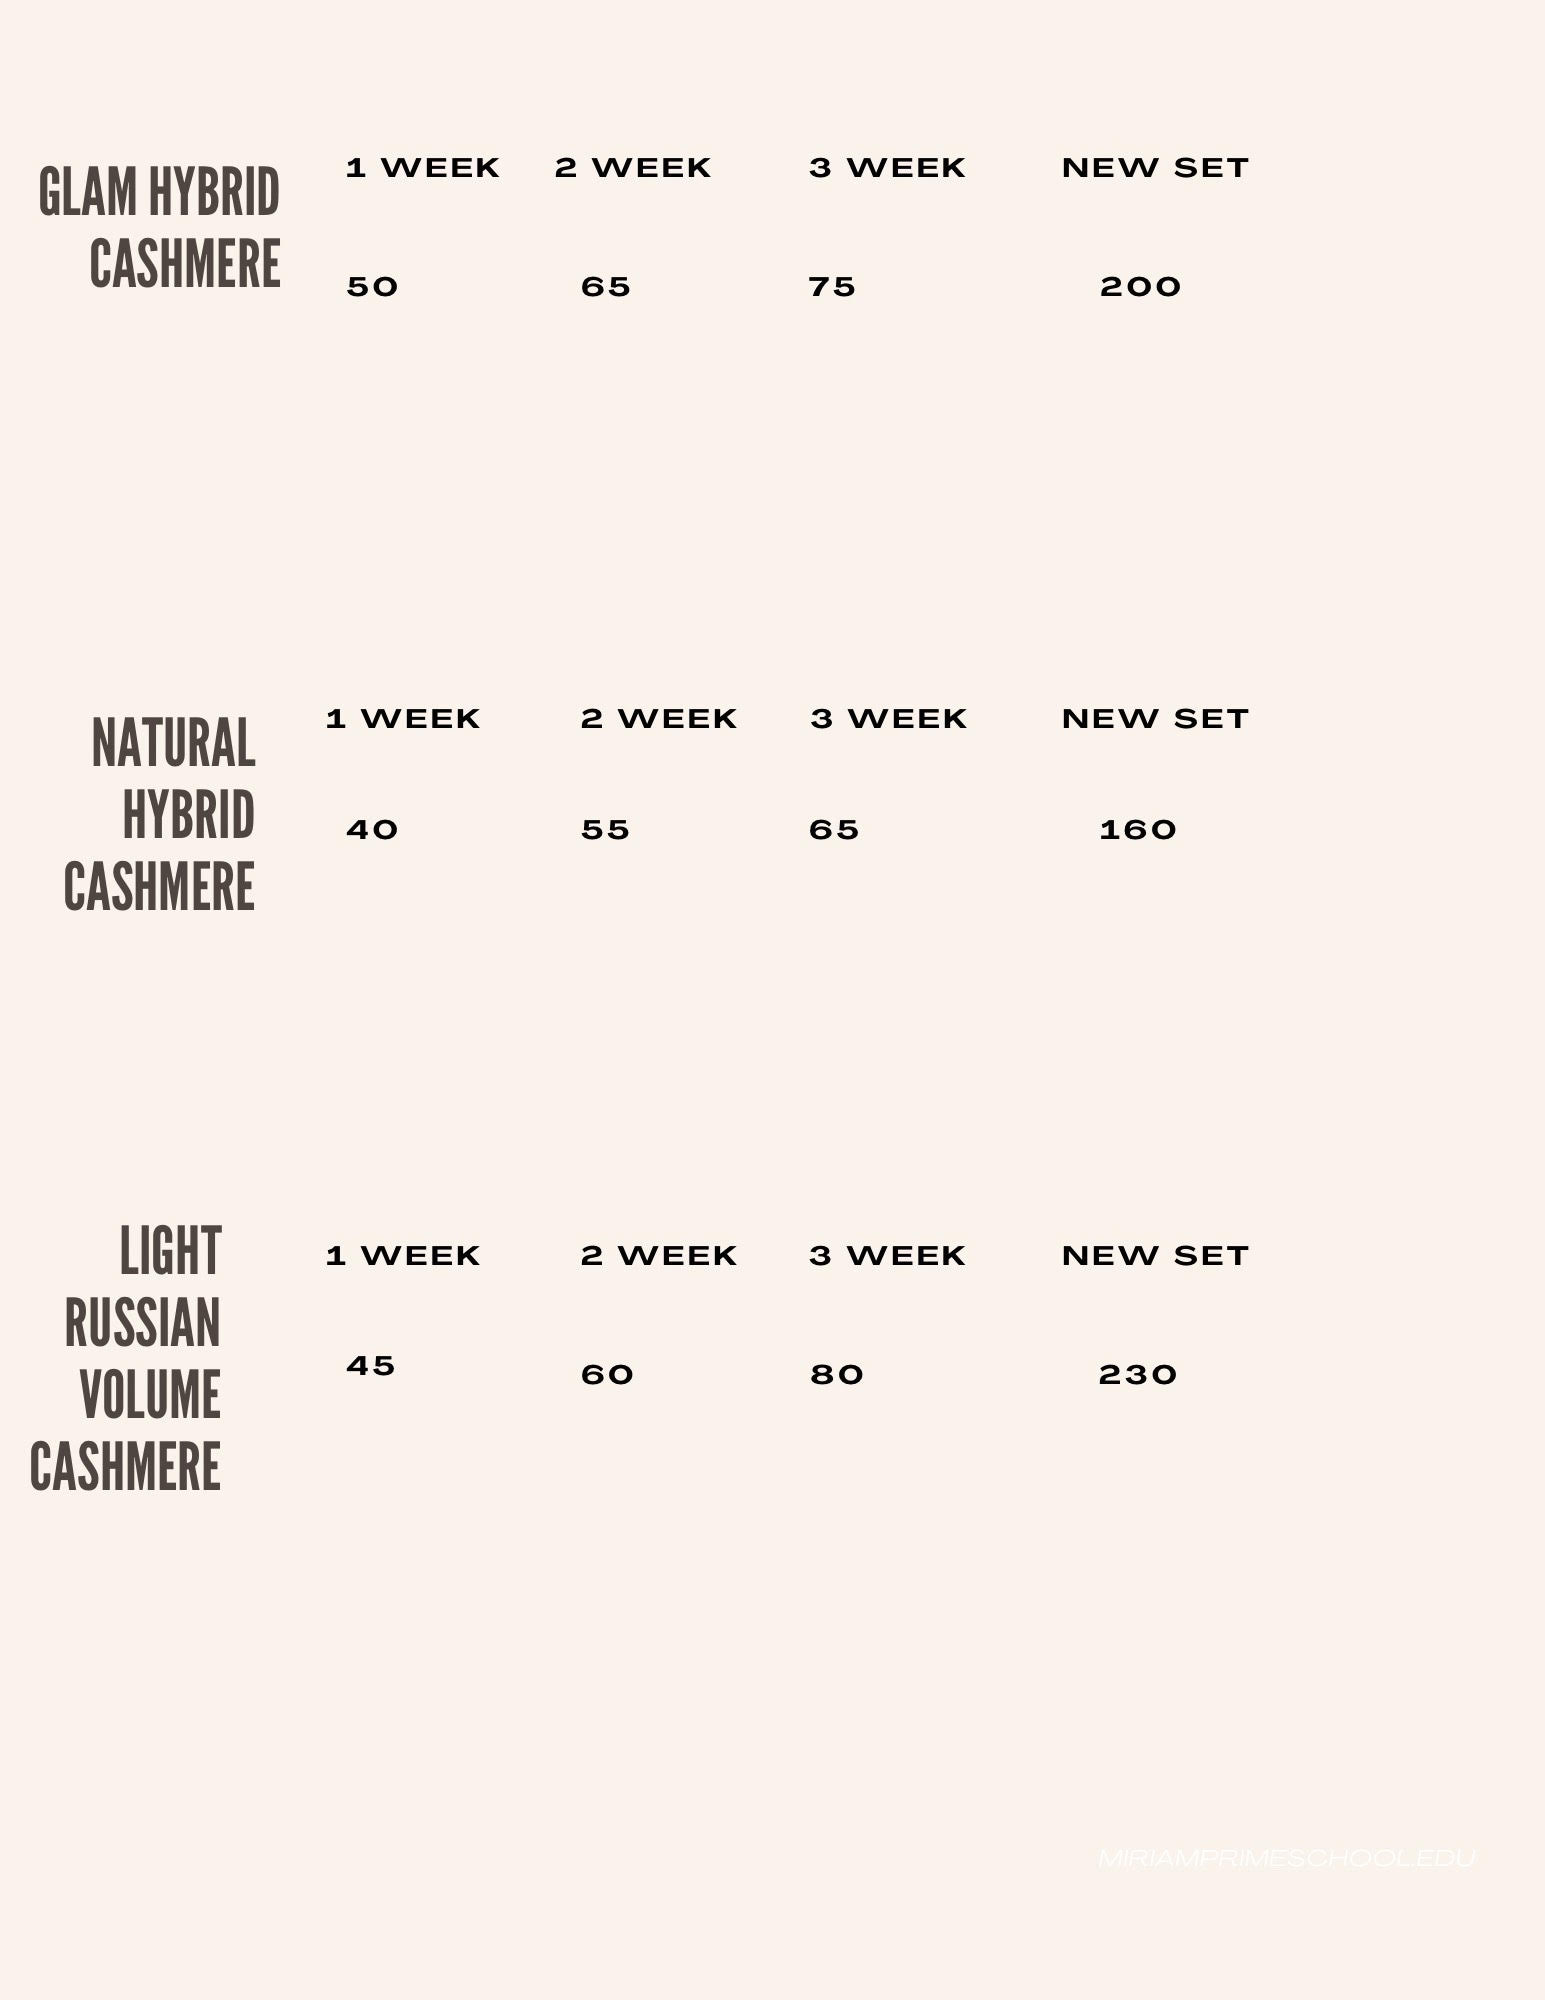 GLAM HYBRID
CASHMERE
1 WEEK 2 WEEK 3 WEEK NEW SET
50 65 75 200
NATURAL
HYBRID
CASHMERE
1 WEEK 2 WEEK 3 WEEK NEW SET
40 55 65 160
LIGHT
RUSSIAN
VOLUME
CASHMERE
1 WEEK 2 WEEK 3 WEEK NEW SET
45 60 80 230
MIRIAMPRIMESCHOOL.EDU